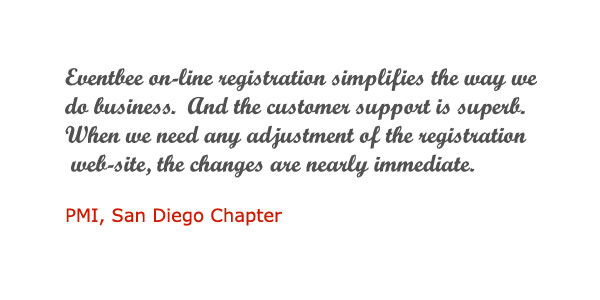 Eventbee on-line registration simplifies the way we
do business.  And the customer support is superb.
When we need any adjustment of the registration
web-site, the changes are nearly immediate.
PMI, San Diego Chapter